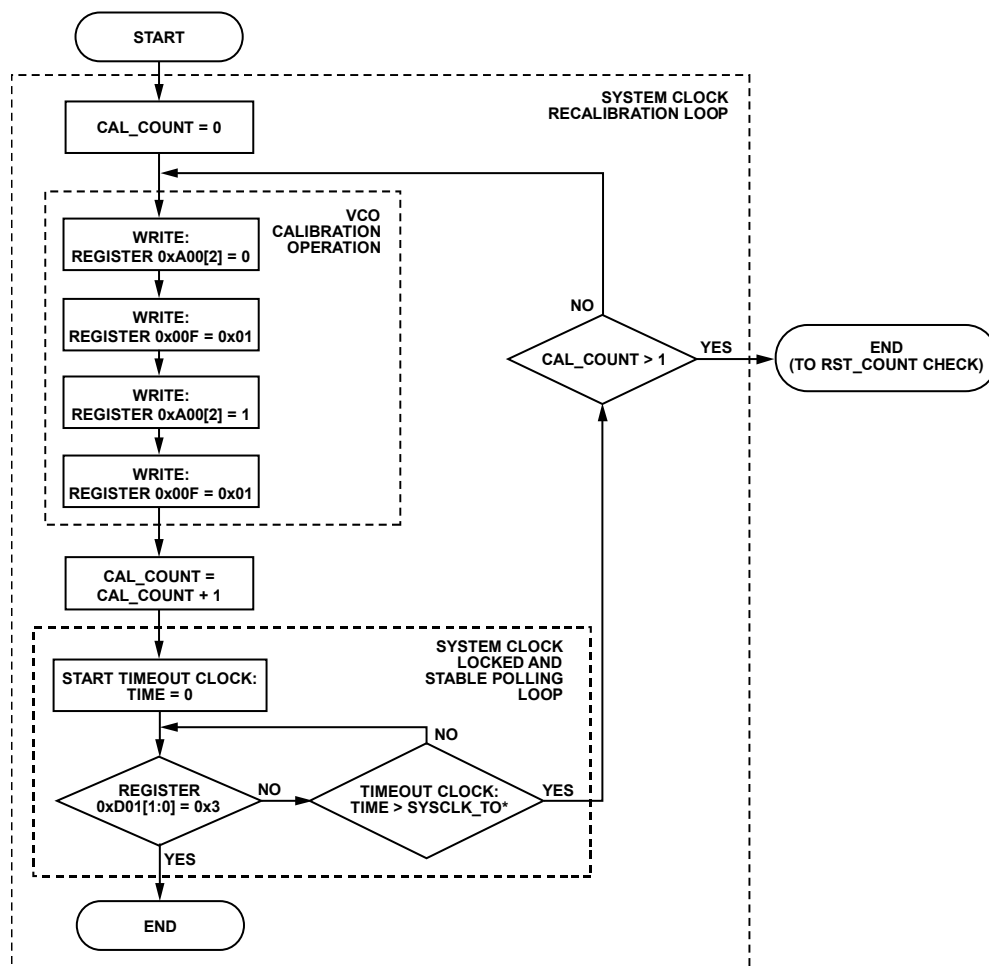 START
SYSTEM CLOCK
RECALIBRATION LOOP
CAL_COUNT = 0
VCO
CALIBRATION
OPERATION
WRITE:
REGISTER 0xA00[2] = 0
WRITE:
REGISTER 0x00F = 0x01
NO
CAL_COUNT > 1
YES
END
(TO RST_COUNT CHECK)
WRITE:
REGISTER 0xA00[2] = 1
WRITE:
REGISTER 0x00F = 0x01
CAL_COUNT =
CAL_COUNT + 1
SYSTEM CLOCK
LOCKED AND
STABLE POLLING
LOOP
START TIMEOUT CLOCK:
TIME = 0
NO
REGISTER
0xD01[1:0] = 0x3
NO
TIMEOUT CLOCK:
TIME > SYSCLK_TO*
YES
YES
END